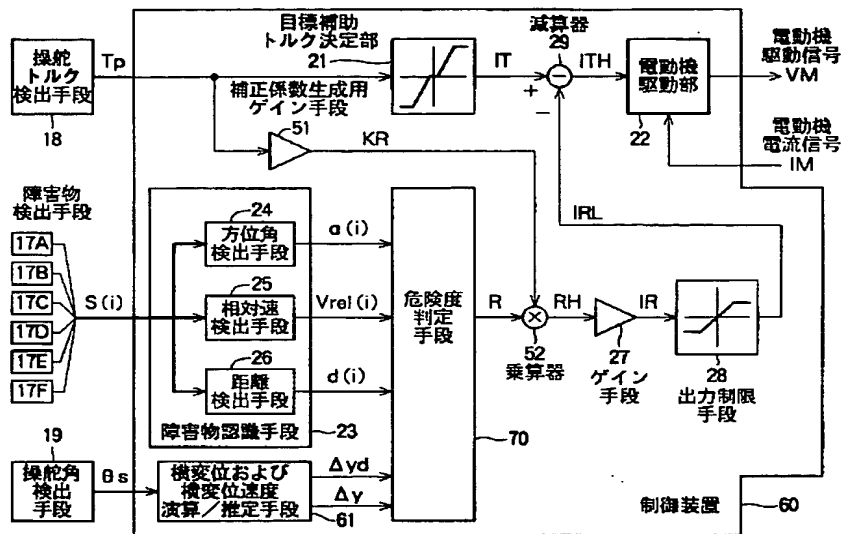 操舵
トルク
検出手段
18
Tp
目標補助
トルク決定部
21
IT
減算器
29
+
−
−
ITH
電動機
駆動部
22
電動機
駆動信号
VM
電動機
電流信号
IM
補正係数生成用
ゲイン手段
51
KR
IRL
障害物
検出手段
17A
17B
17C
17D
17E
17F
S(i)
24
方位角
検出手段
a(i)
25
相対速
検出手段
Vrel(i)
26
距離
検出手段
d(i)
障害物認識手段
23
危険度
判定
手段
70
R
×
52
乗算器
RH
27
ゲイン
手段
IR
28
出力制限
手段
19
操舵角
検出
手段
θs
横変位および
横変位速度
演算/推定手段
61
Δyd
Δy
制御装置
60